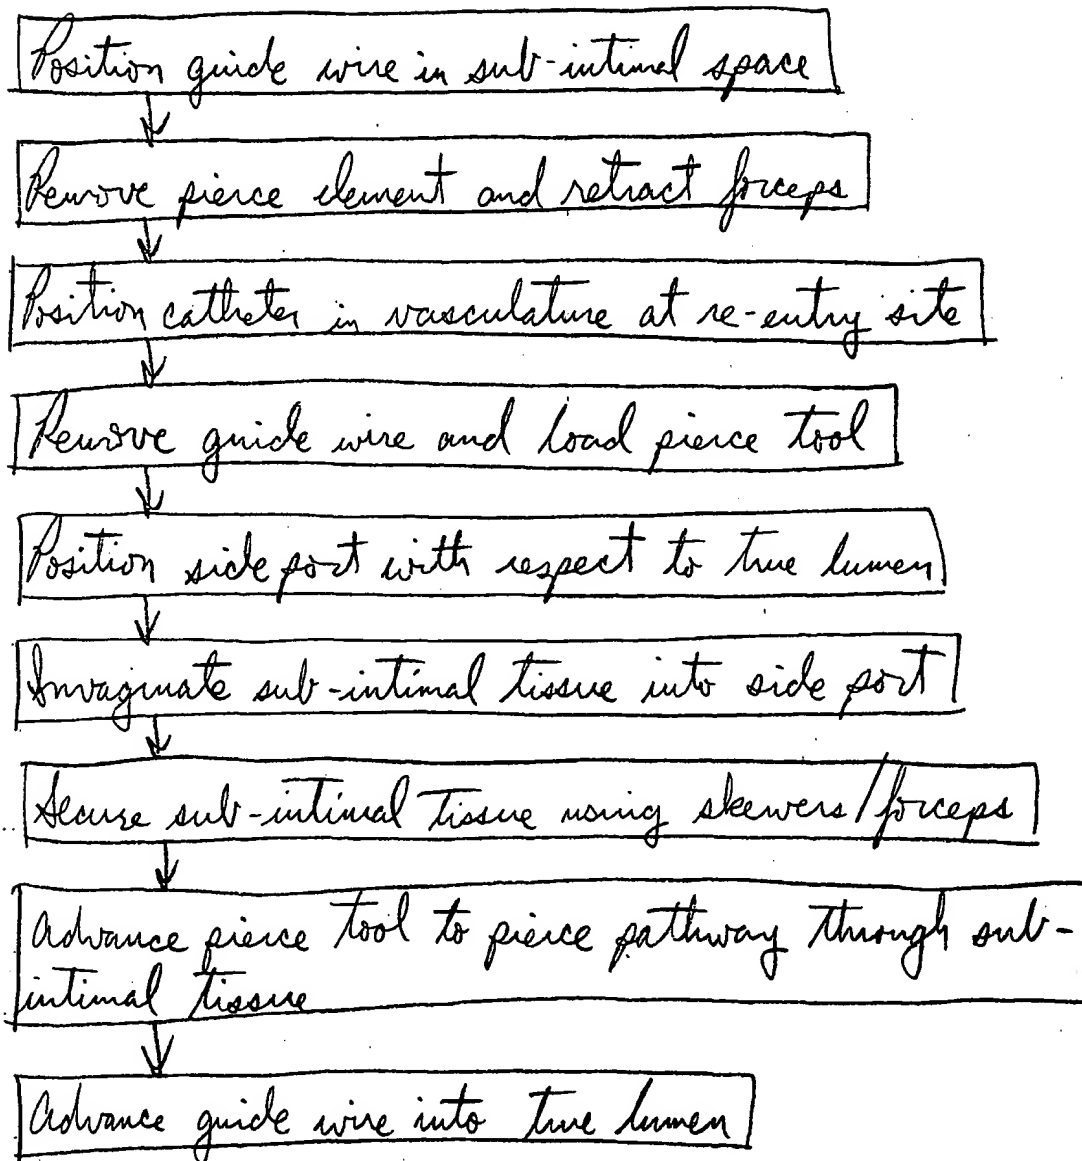 Position guide wire in sub-intimal space
Remove pierce element and retract forceps
Position catheter in vasculature at re-entry site
Remove guide wire and load pierce tool
Position side port with respect to true lumen
Invaginate sub-intimal tissue into side port
Secure sub-intimal tissue using skewers/forceps
Advance pierce tool to pierce pathway through sub-
intimal tissue
Advance guide wire into true lumen